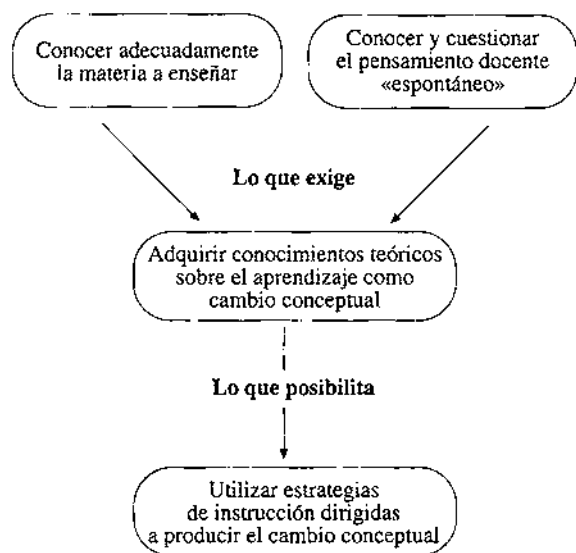 Conocer adecuadamente
la materia a enseñar
Conocer y cuestionar
el pensamiento docente
«espontáneo»
Lo que exige
Adquirir conocimientos teóricos
sobre el aprendizaje como
cambio conceptual
Lo que posibilita
Utilizar estrategias
de instrucción dirigidas
a producir el cambio conceptual